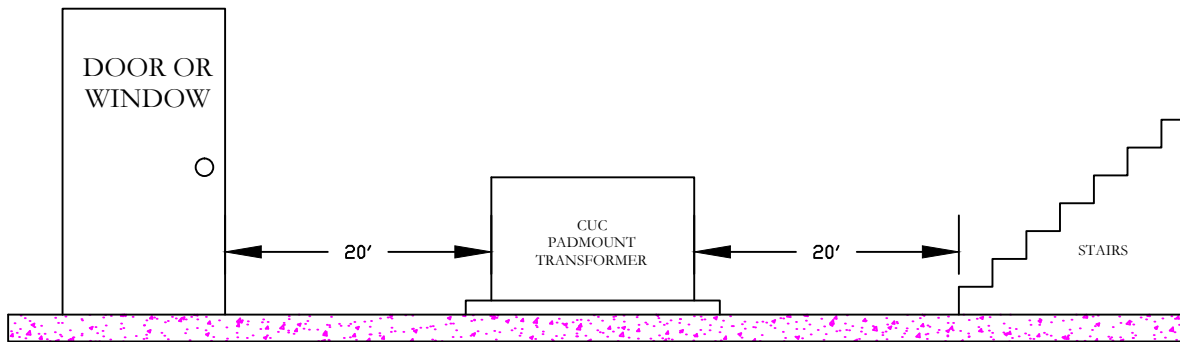 DOOR OR
WINDOW
20'
CUC
PADMOUNT
TRANSFORMER
20'
STAIRS